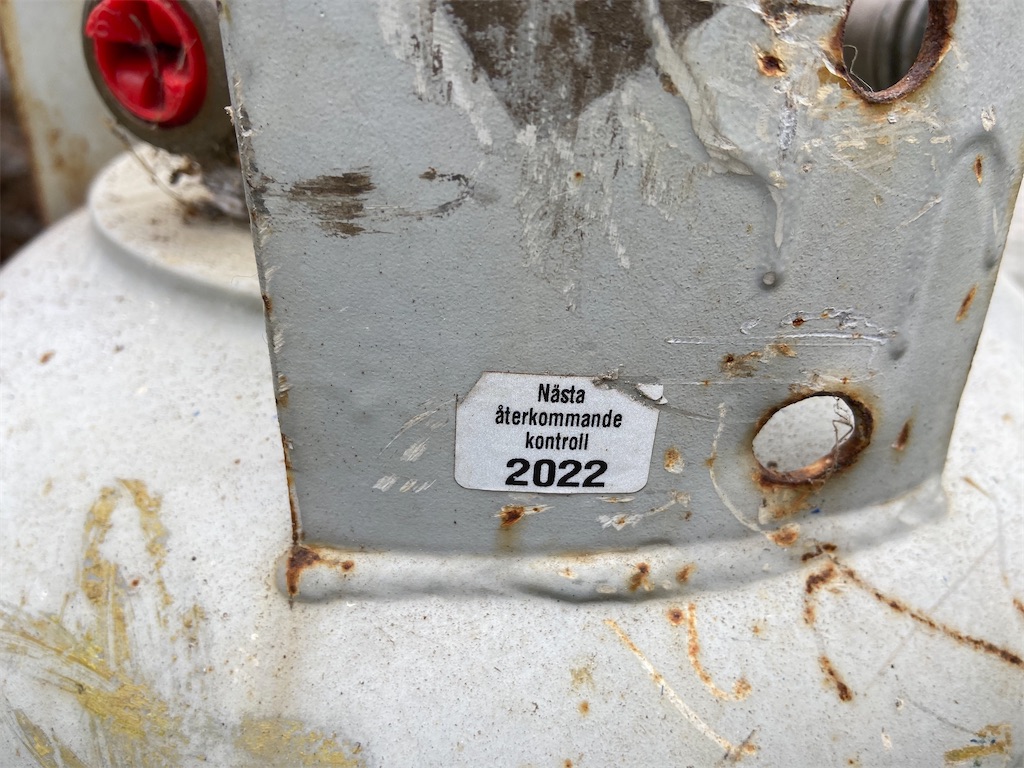 Nästa
återkommande
kontroll
2022